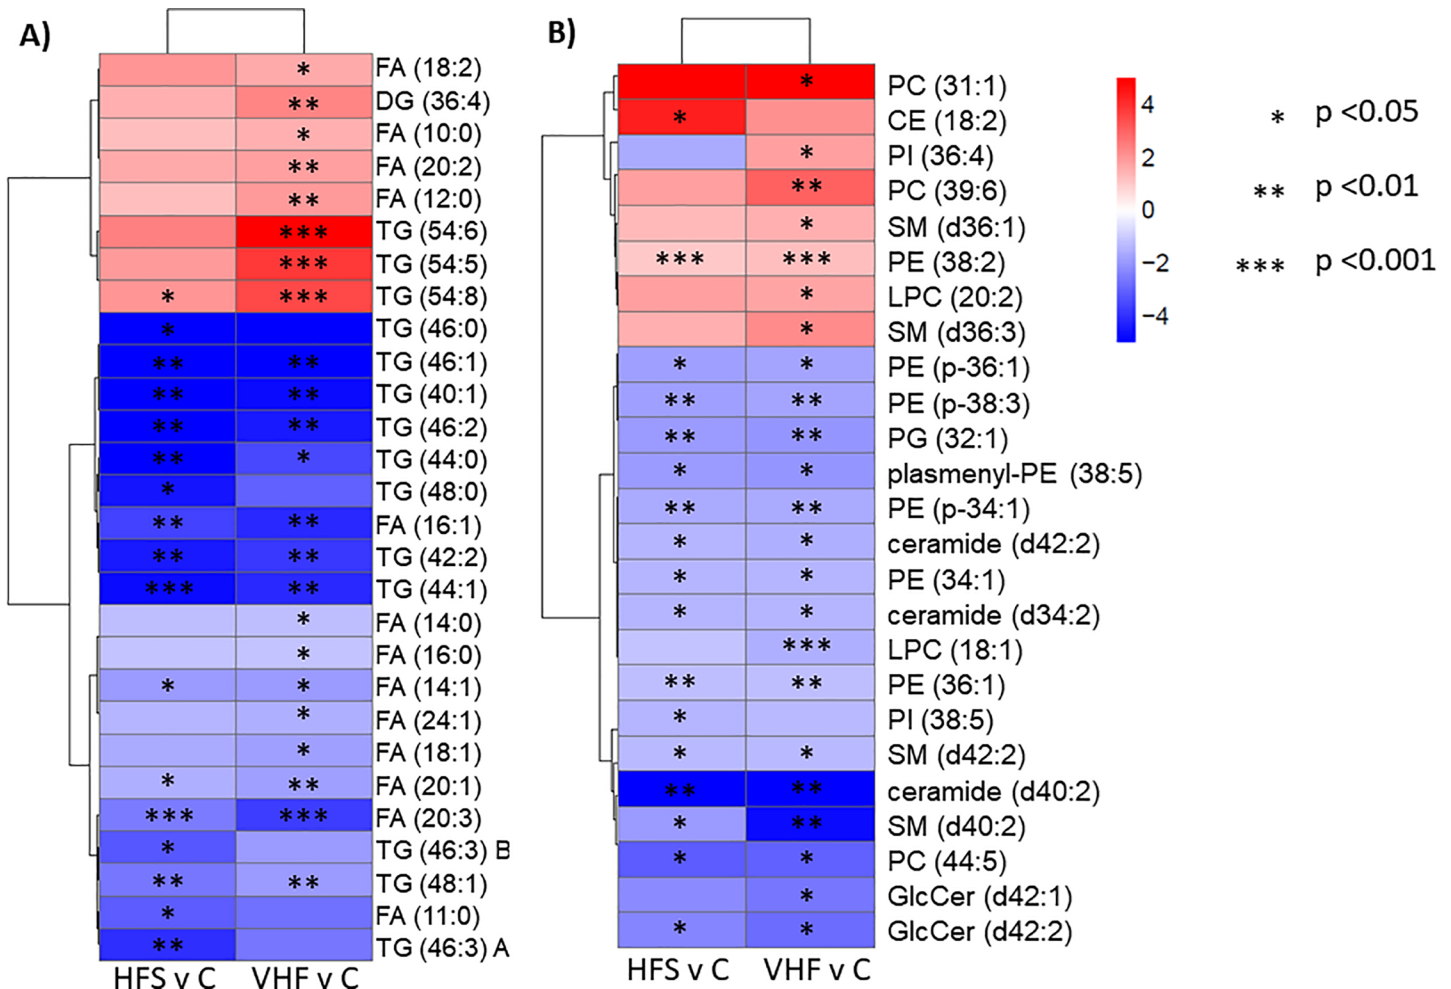 A)
* FA (18:2)
** DG (36:4)
* FA (10:0)
** FA (20:2)
** FA (12:0)
*** TG (54:6)
*** TG (54:5)
* *** TG (54:8)
* TG (46:0)
** ** TG (46:1)
** ** TG (40:1)
** ** TG (46:2)
** * TG (44:0)
* TG (48:0)
** ** FA (16:1)
** ** TG (42:2)
*** ** TG (44:1)
* FA (14:0)
* FA (16:0)
* * FA (14:1)
* FA (24:1)
* FA (18:1)
* ** FA (20:1)
*** *** FA (20:3)
* TG (46:3) B
** ** TG (48:1)
* FA (11:0)
** TG (46:3) A
HFS v C VHF v C
B)
* PC (31:1)
* CE (18:2)
* PI (36:4)
** PC (39:6)
* SM (d36:1)
*** *** PE (38:2)
* LPC (20:2)
* SM (d36:3)
* * PE (p-36:1)
** ** PE (p-38:3)
** ** PG (32:1)
* * plasmenyl-PE (38:5)
** ** PE (p-34:1)
* * ceramide (d42:2)
* * PE (34:1)
* * ceramide (d34:2)
*** LPC (18:1)
** ** PE (36:1)
* PI (38:5)
* * SM (d42:2)
** ** ceramide (d40:2)
* ** SM (d40:2)
* * PC (44:5)
* GlcCer (d42:1)
* * GlcCer (d42:2)
HFS v C VHF v C
4
2
0
−2
−4
* p <0.05
** p <0.01
*** p <0.001